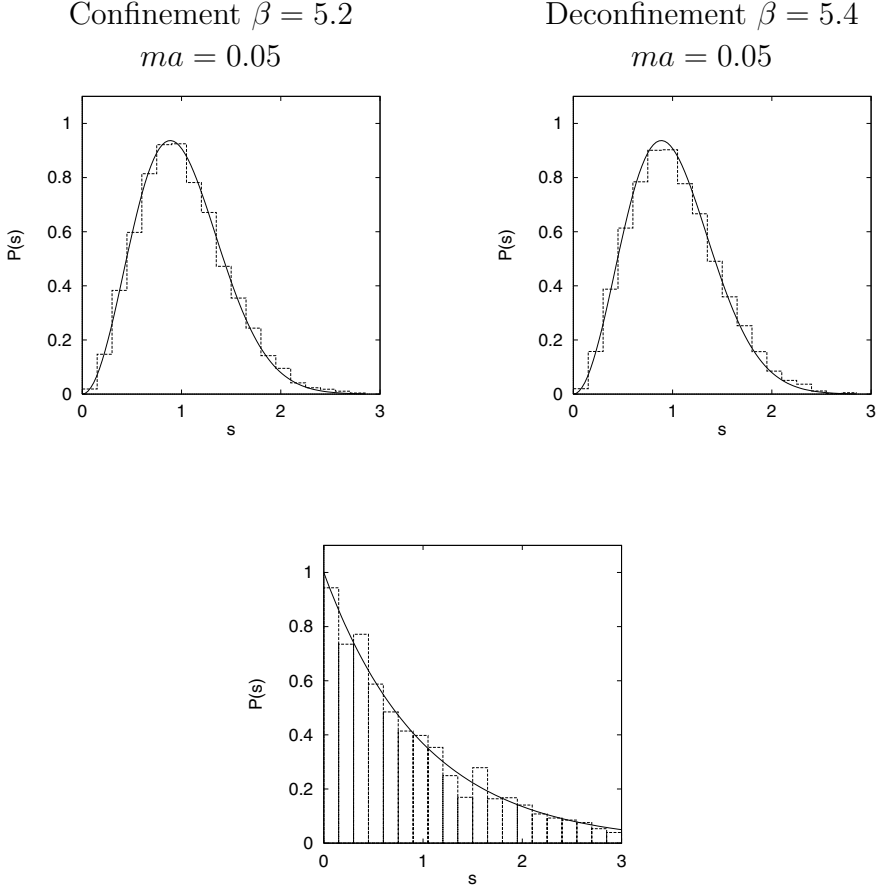 Confinement β = 5.2
ma = 0.05
Deconfinement β = 5.4
ma = 0.05
P(s)
1
0.8
0.6
0.4
0.2
0
0 1 2 3
s
P(s)
1
0.8
0.6
0.4
0.2
0
0 1 2 3
s
P(s)
1
0.8
0.6
0.4
0.2
0
0 1 2 3
s